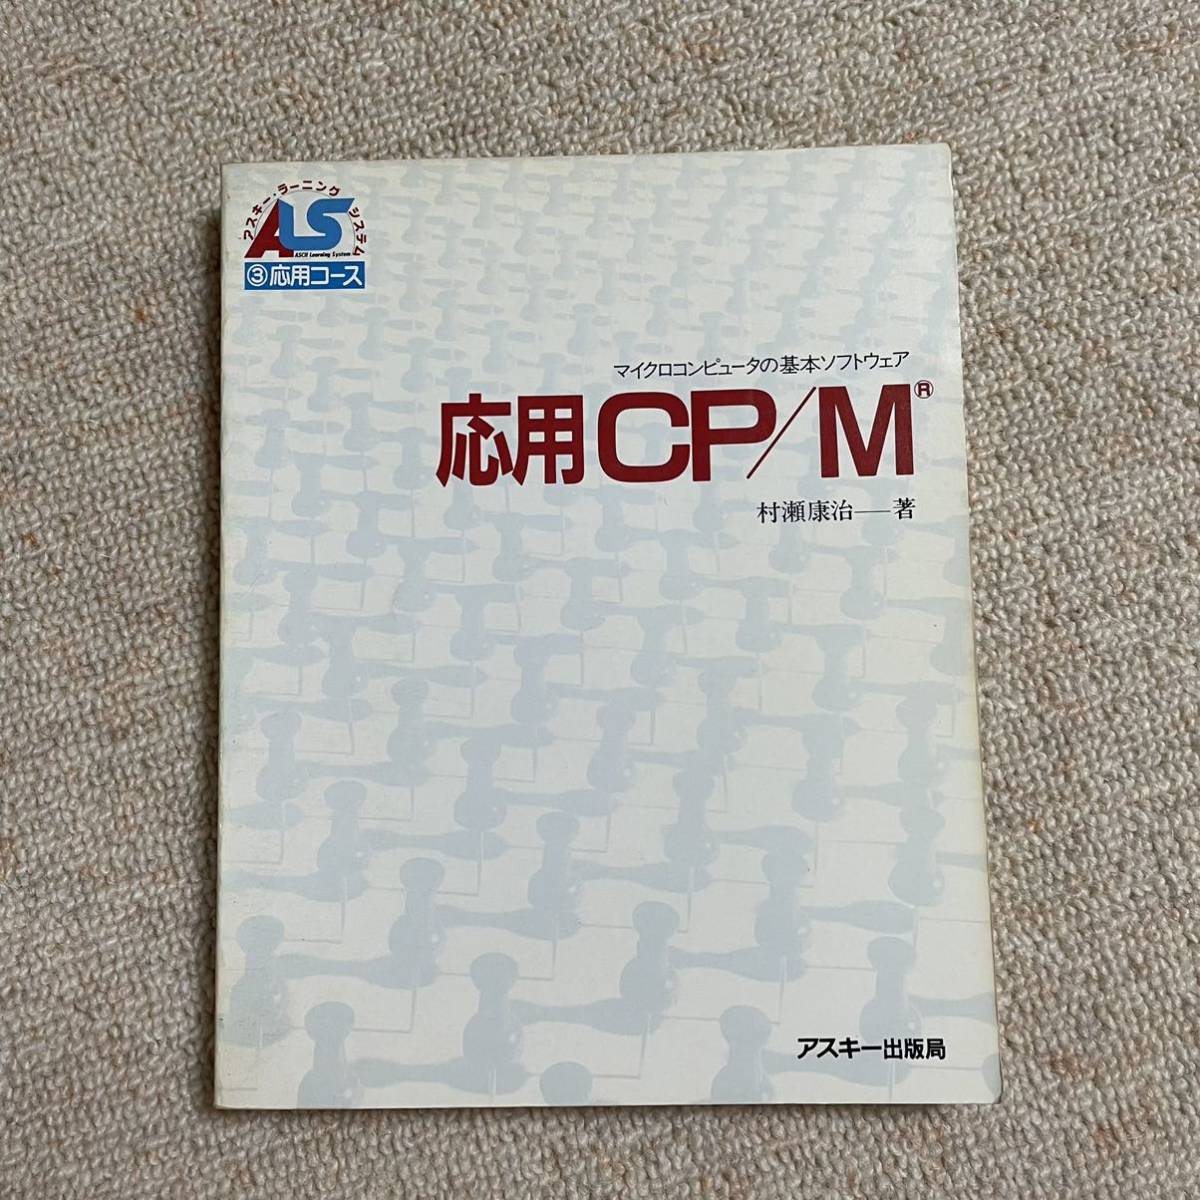 アスキー・ラーニング システム
ALS
ASCII Learning System
③応用コース
マイクロコンピュータの基本ソフトウェア
応用CP/M®
村瀬康治――著
アスキー出版局